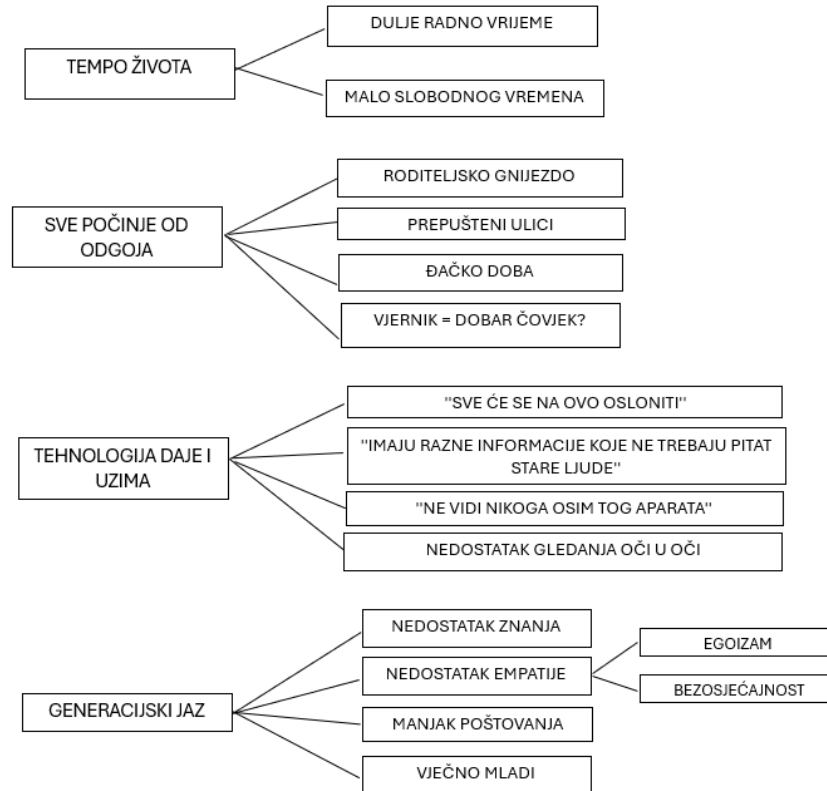 DULJE RADNO VRIJEME
TEMPO ŽIVOTA
MALO SLOBODNOG VREMENA
RODITELJSKO GNIJEZDO
SVE POČINJE OD
ODGOJA
PREPUŠTENI ULICI
ĐAČKO DOBA
VJERNIK = DOBAR ČOVJEK?
"SVE ĆE SE NA OVO OSLONITI"
TEHNOLOGIJA DAJE I
UZIMA
"IMAJU RAZNE INFORMACIJE KOJE NE TREBAJU PITAT
STARE LJUDE"
"NE VIDI NIKOGA OSIM TOG APARATA"
NEDOSTATAK GLEDANJA OČI U OČI
NEDOSTATAK ZNANJA
GENERACIJSKI JAZ
NEDOSTATAK EMPATIJE
EGOIZAM
BEZOSJEĆAJNOST
MANJAK POŠTOVANJA
VJEČNO MLADI